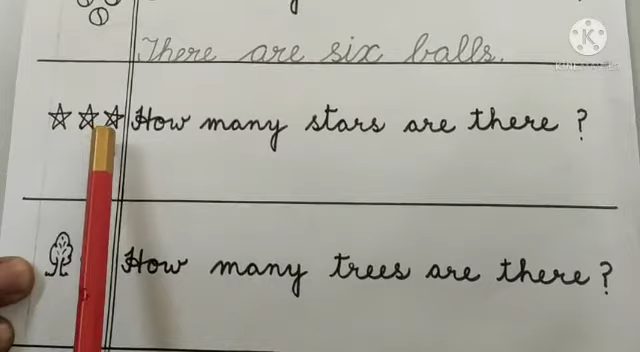 There are six balls.
How many stars are there ?
How many trees are there ?